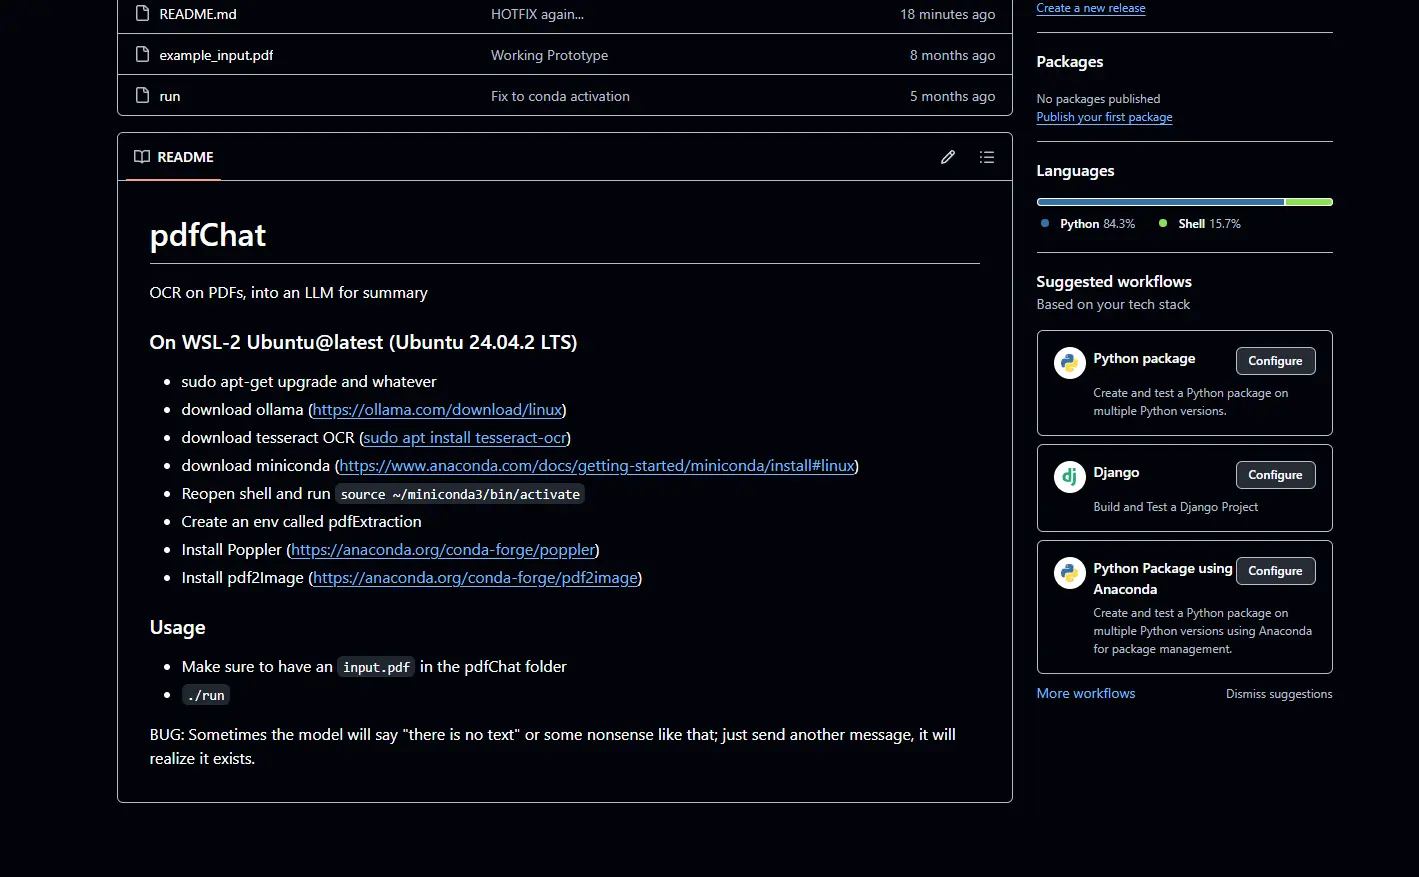 README.md HOTFIX again... 18 minutes ago
example_input.pdf Working Prototype 8 months ago
run Fix to conda activation 5 months ago
README
pdfChat
OCR on PDFs, into an LLM for summary
On WSL-2 Ubuntu@latest (Ubuntu 24.04.2 LTS)
sudo apt-get upgrade and whatever
download ollama (https://ollama.com/download/linux)
download tesseract OCR (sudo apt install tesseract-ocr)
download miniconda (https://www.anaconda.com/docs/getting-started/miniconda/install#linux)
Reopen shell and run source ~/miniconda3/bin/activate
Create an env called pdfExtraction
Install Poppler (https://anaconda.org/conda-forge/poppler)
Install pdf2Image (https://anaconda.org/conda-forge/pdf2image)
Usage
Make sure to have an input.pdf in the pdfChat folder
./run
BUG: Sometimes the model will say "there is no text" or some nonsense like that; just send another message, it will
realize it exists.
Create a new release
Packages
No packages published
Publish your first package
Languages
Python 84.3% Shell 15.7%
Suggested workflows
Based on your tech stack
Python package Configure
Create and test a Python package on
multiple Python versions.
Django Configure
dj
Build and Test a Django Project
Python Package using Configure
Anaconda
Create and test a Python package on
multiple Python versions using Anaconda
for package management.
More workflows Dismiss suggestions